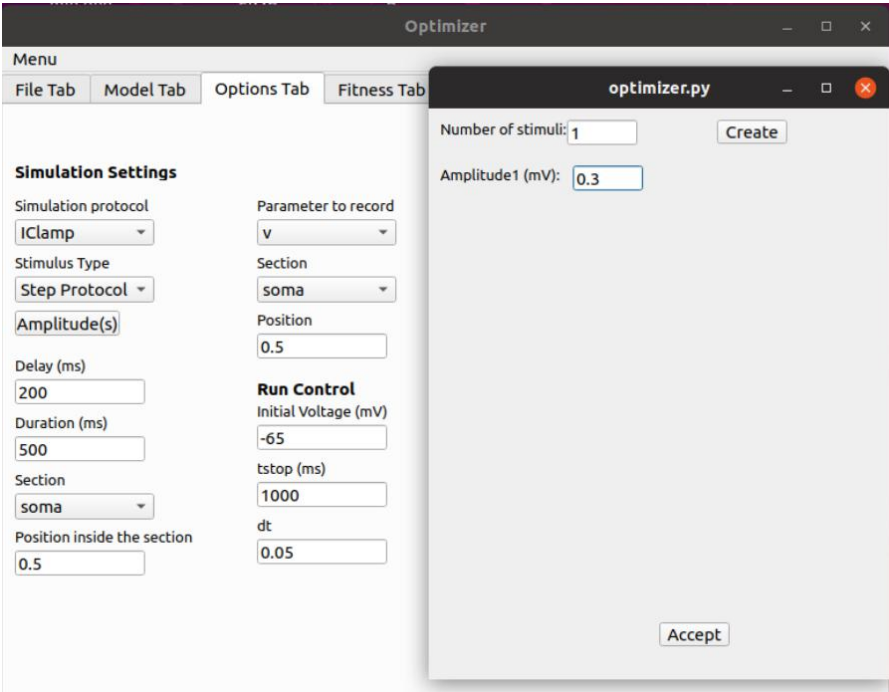 Optimizer
Menu
File Tab
Model Tab
Options Tab
Fitness Tab
Simulation Settings
Simulation protocol
IClamp
Stimulus Type
Step Protocol
Amplitude(s)
Delay (ms)
200
Duration (ms)
500
Section
soma
Position inside the section
0.5
Parameter to record
v
Section
soma
Position
0.5
Run Control
Initial Voltage (mV)
-65
tstop (ms)
1000
dt
0.05
optimizer.py
Number of stimuli: 1
Create
Amplitude1 (mV): 0.3
Accept